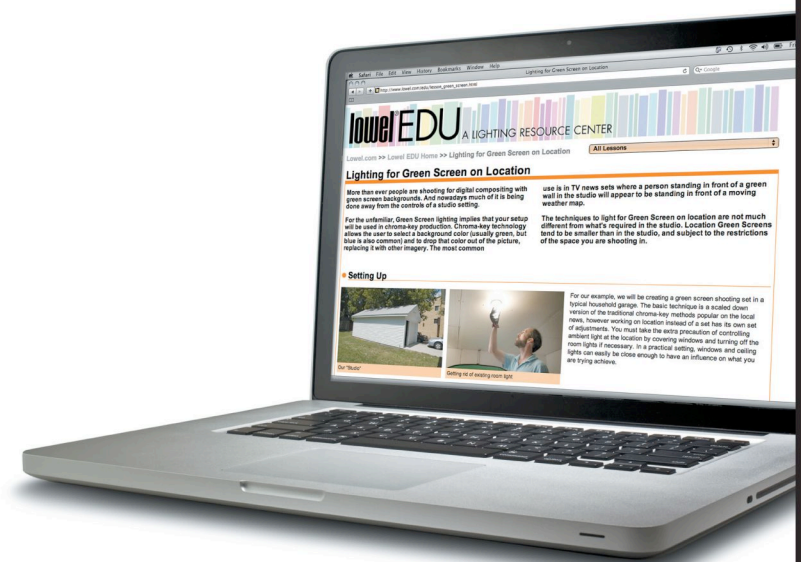 Safari File Edit View History Bookmarks Window Help
Lighting for Green Screen on Location
http://www.lowel.com/edu/lesson_green_screen.html
Google
lowel EDU A LIGHTING RESOURCE CENTER
Lowel.com >> Lowel EDU Home >> Lighting for Green Screen on Location
All Lessons
Lighting for Green Screen on Location
More than ever people are shooting for digital compositing with
green screen backgrounds. And nowadays much of it is being
done away from the controls of a studio setting.
For the unfamiliar, Green Screen lighting implies that your setup
will be used in chroma-key production. Chroma-key technology
allows the user to select a background color (usually green, but
blue is also common) and to drop that color out of the picture,
replacing it with other imagery. The most common
use is in TV news sets where a person standing in front of a green
wall in the studio will appear to be standing in front of a moving
weather map.
The techniques to light for Green Screen on location are not much
different from what's required in the studio. Location Green Screens
tend to be smaller than in the studio, and subject to the restrictions
of the space you are shooting in.
Setting Up
For our example, we will be creating a green screen shooting set in a
typical household garage. The basic technique is a scaled down
version of the traditional chroma-key methods popular on the local
news, however working on location instead of a set has its own set
of adjustments. You must take the extra precaution of controlling
ambient light at the location by covering windows and turning off the
room lights if necessary. In a practical setting, windows and ceiling
lights can easily be close enough to have an influence on what you
are trying achieve.
Our "Studio"
Getting rid of existing room light